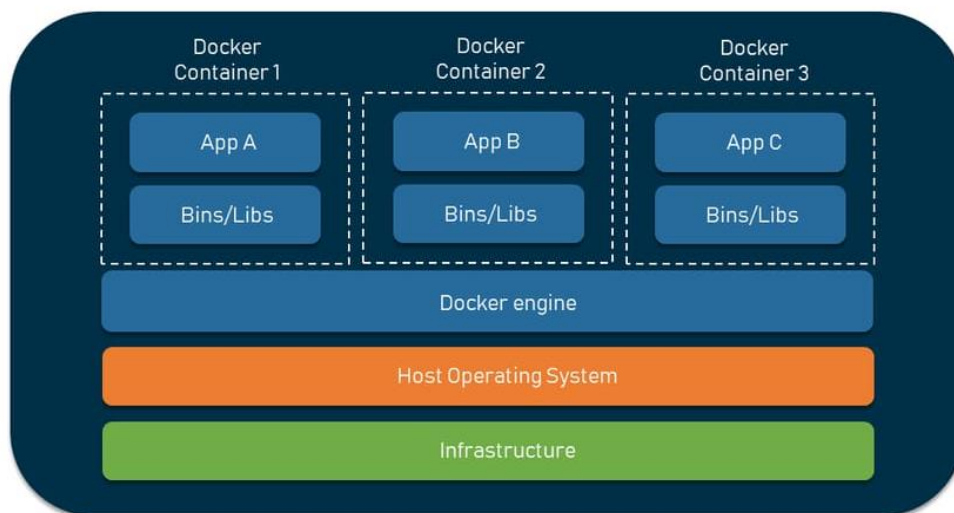 Docker
Container 1
Docker
Container 2
Docker
Container 3
App A
App B
App C
Bins/Libs
Bins/Libs
Bins/Libs
Docker engine
Host Operating System
Infrastructure